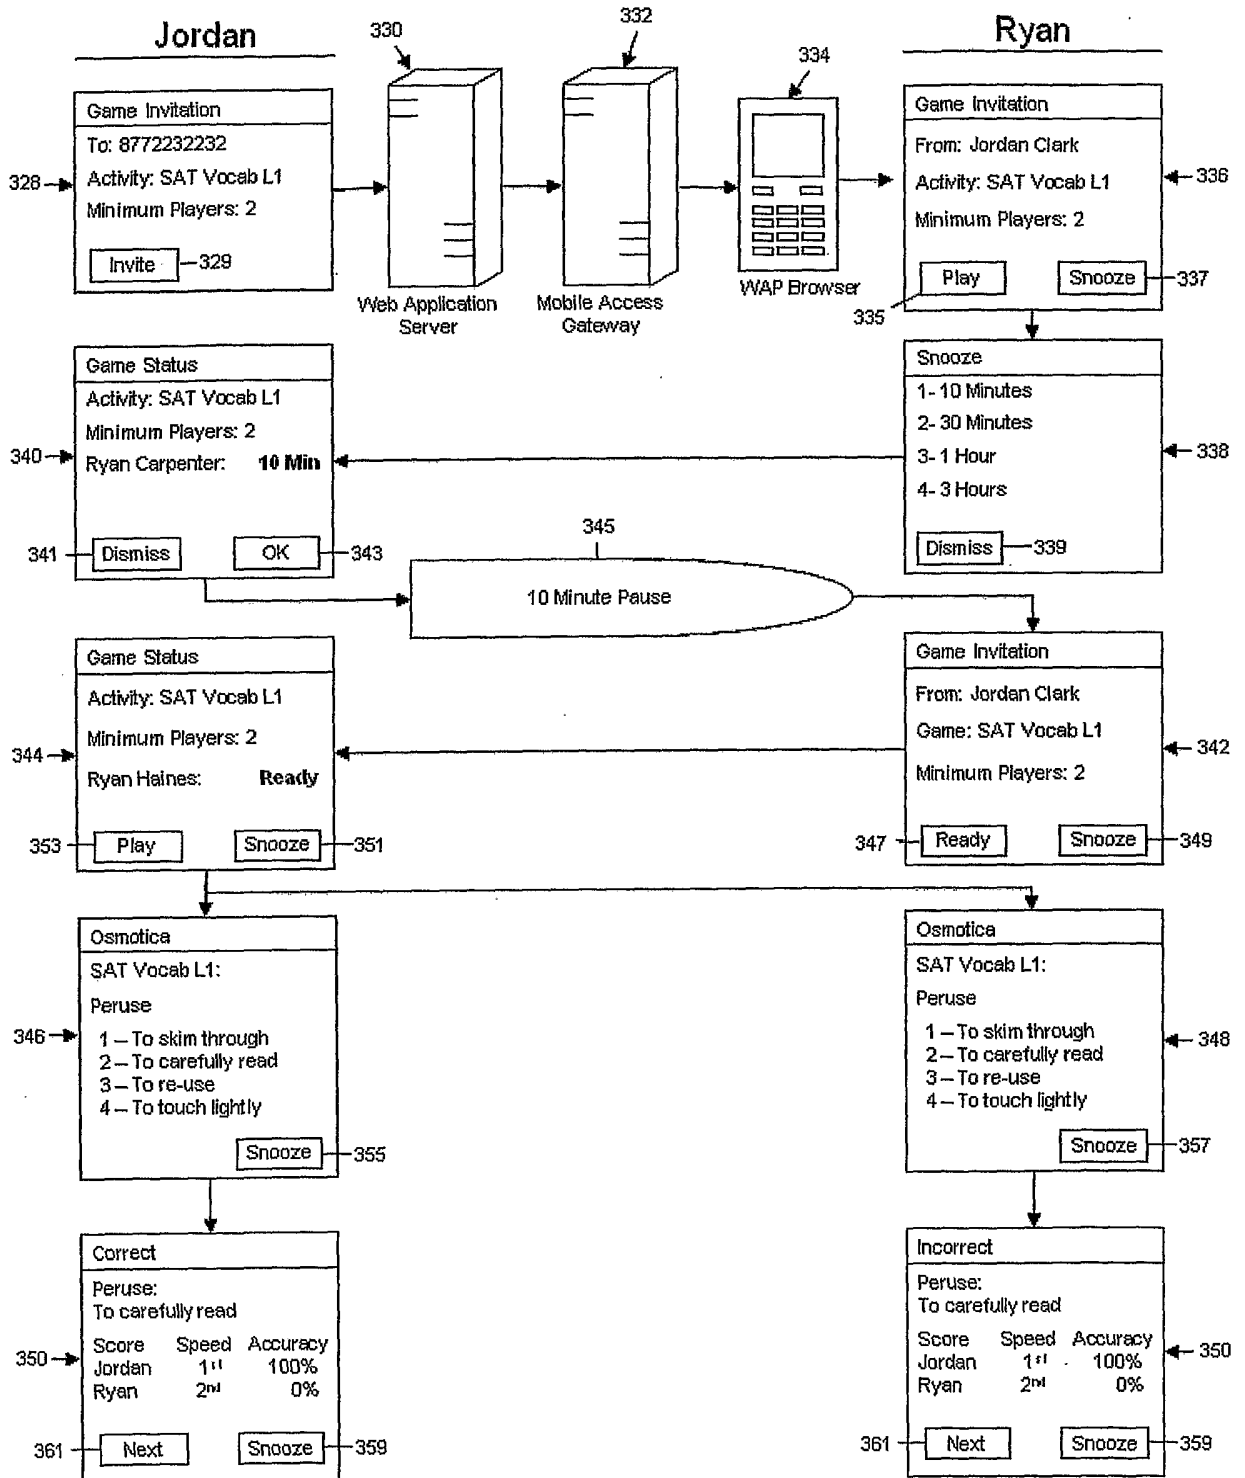 Jordan
330
332
334
Ryan
Game Invitation
To: 8772232232
Activity: SAT Vocab L1
Minimum Players: 2
Invite
328
329
Web Application
Server
Mobile Access
Gateway
WAP Browser
Game Invitation
From: Jordan Clark
Activity: SAT Vocab L1
Minimum Players: 2
Play
Snooze
336
337
335
Game Status
Activity: SAT Vocab L1
Minimum Players: 2
Ryan Carpenter: 10 Min
Dismiss
OK
340
341
343
Snooze
1- 10 Minutes
2- 30 Minutes
3- 1 Hour
4- 3 Hours
Dismiss
338
339
345
10 Minute Pause
Game Status
Activity: SAT Vocab L1
Minimum Players: 2
Ryan Haines: Ready
Play
Snooze
344
353
351
Game Invitation
From: Jordan Clark
Game: SAT Vocab L1
Minimum Players: 2
Ready
Snooze
342
347
349
Osmotica
SAT Vocab L1:
Peruse
1 – To skim through
2 – To carefully read
3 – To re-use
4 – To touch lightly
Snooze
346
355
Osmotica
SAT Vocab L1:
Peruse
1 – To skim through
2 – To carefully read
3 – To re-use
4 – To touch lightly
Snooze
348
357
Correct
Peruse:
To carefully read
Score Speed Accuracy
Jordan 1st 100%
Ryan 2nd 0%
Next
Snooze
350
361
359
Incorrect
Peruse:
To carefully read
Score Speed Accuracy
Jordan 1st 100%
Ryan 2nd 0%
Next
Snooze
350
361
359